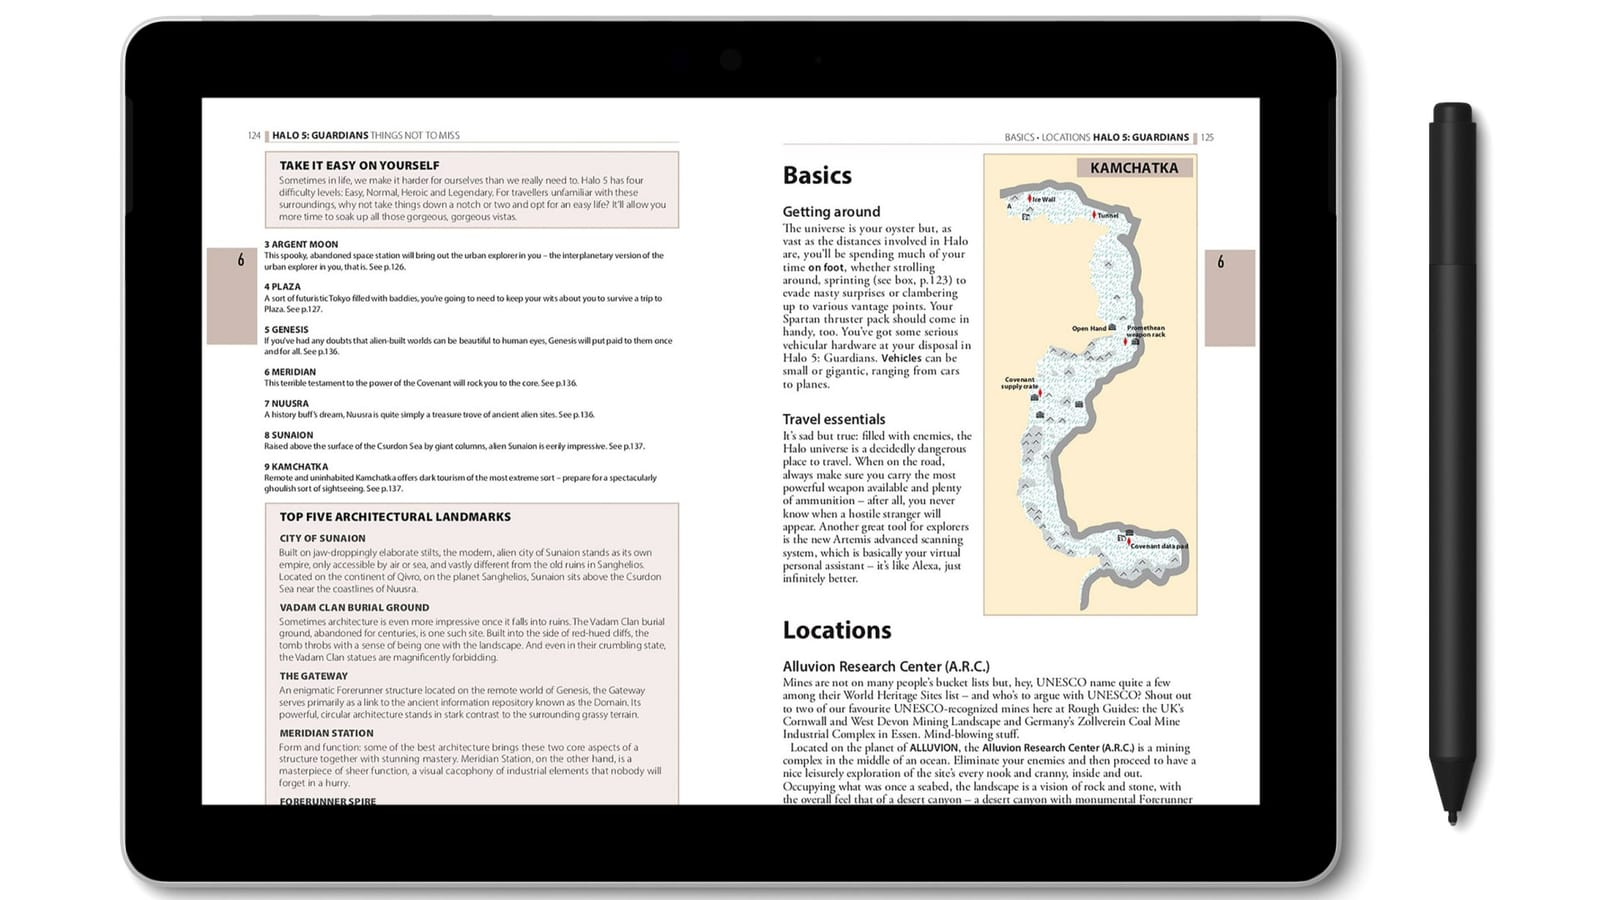 124 HALO 5: GUARDIANS THINGS NOT TO MISS
TAKE IT EASY ON YOURSELF
Sometimes in life, we make it harder for ourselves than we really need to. Halo 5 has four
difficulty levels: Easy, Normal, Heroic and Legendary. For travellers unfamiliar with these
surroundings, why not take things down a notch or two and opt for an easy life? It'll allow you
more time to soak up all those gorgeous, gorgeous vistas.
6
3 ARGENT MOON
This spooky, abandoned space station will bring out the urban explorer in you – the interplanetary version of the
urban explorer in you, that is. See p.126.
4 PLAZA
A sort of futuristic Tokyo filled with baddies, you're going to need to keep your wits about you to survive a trip to
Plaza. See p.127.
5 GENESIS
If you've had any doubts that alien-built worlds can be beautiful to human eyes, Genesis will put paid to them once
and for all. See p.136.
6 MERIDIAN
This terrible testament to the power of the Covenant will rock you to the core. See p.136.
7 NUUSRA
A history buff's dream, Nuusra is quite simply a treasure trove of ancient alien sites. See p.136.
8 SUNAION
Raised above the surface of the Csurdon Sea by giant columns, alien Sunaion is eerily impressive. See p.137.
9 KAMCHATKA
Remote and uninhabited Kamchatka offers dark tourism of the most extreme sort – prepare for a spectacularly
ghoulish sort of sightseeing. See p.137.
TOP FIVE ARCHITECTURAL LANDMARKS
CITY OF SUNAION
Built on jaw-droppingly elaborate stilts, the modern, alien city of Sunaion stands as its own
empire, only accessible by air or sea, and vastly different from the old ruins in Sanghelios.
Located on the continent of Qivro, on the planet Sanghelios, Sunaion sits above the Csurdon
Sea near the coastlines of Nuusra.
VADAM CLAN BURIAL GROUND
Sometimes architecture is even more impressive once it falls into ruins. The Vadam Clan burial
ground, abandoned for centuries, is one such site. Built into the side of red-hued cliffs, the
tomb throbs with a sense of being one with the landscape. And even in their crumbling state,
the Vadam Clan statues are magnificently forbidding.
THE GATEWAY
An enigmatic Forerunner structure located on the remote world of Genesis, the Gateway
serves primarily as a link to the ancient information repository known as the Domain. Its
powerful, circular architecture stands in stark contrast to the surrounding grassy terrain.
MERIDIAN STATION
Form and function: some of the best architecture brings these two core aspects of a
structure together with stunning mastery. Meridian Station, on the other hand, is a
masterpiece of sheer function, a visual cacophony of industrial elements that nobody will
forget in a hurry.
FORERUNNER SPIRE
BASICS • LOCATIONS HALO 5: GUARDIANS 125
Basics
Getting around
The universe is your oyster but, as
vast as the distances involved in Halo
are, you'll be spending much of your
time on foot, whether strolling
around, sprinting (see box, p.123) to
evade nasty surprises or clambering
up to various vantage points. Your
Spartan thruster pack should come in
handy, too. You've got some serious
vehicular hardware at your disposal in
Halo 5: Guardians. Vehicles can be
small or gigantic, ranging from cars
to planes.
Travel essentials
It's sad but true: filled with enemies, the
Halo universe is a decidedly dangerous
place to travel. When on the road,
always make sure you carry the most
powerful weapon available and plenty
of ammunition – after all, you never
know when a hostile stranger will
appear. Another great tool for explorers
is the new Artemis advanced scanning
system, which is basically your virtual
personal assistant – it's like Alexa, just
infinitely better.
KAMCHATKA
Ice Wall
A
Tunnel
Open Hand
Promethean
weapon rack
Covenant
supply crate
Covenant data pad
6
Locations
Alluvion Research Center (A.R.C.)
Mines are not on many people's bucket lists but, hey, UNESCO name quite a few
among their World Heritage Sites list – and who's to argue with UNESCO? Shout out
to two of our favourite UNESCO-recognized mines here at Rough Guides: the UK's
Cornwall and West Devon Mining Landscape and Germany's Zollverein Coal Mine
Industrial Complex in Essen. Mind-blowing stuff.
Located on the planet of ALLUVION, the Alluvion Research Center (A.R.C.) is a mining
complex in the middle of an ocean. Eliminate your enemies and then proceed to have a
nice leisurely exploration of the site's every nook and cranny, inside and out.
Occupying what was once a seabed, the landscape is a vision of rock and stone, with
the overall feel that of a desert canyon – a desert canyon with monumental Forerunner